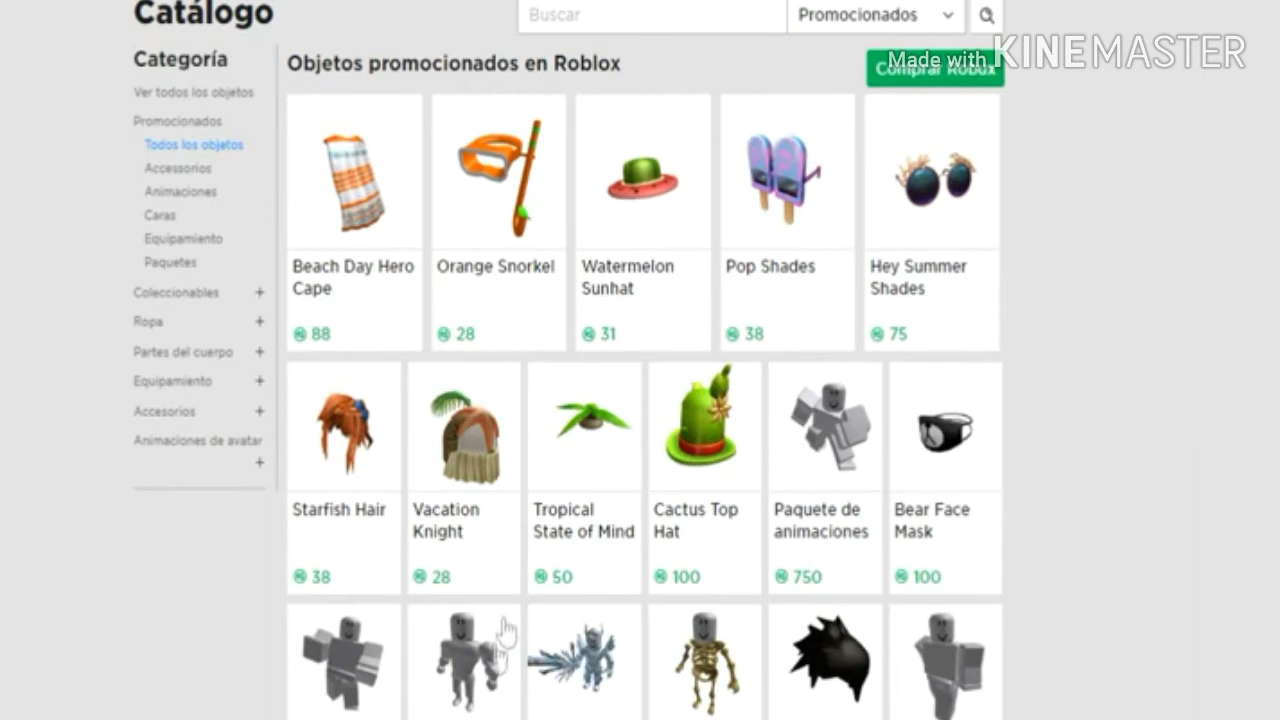 Catálogo
Buscar
Promocionados
Categoría
Ver todos los objetos
Promocionados
Todos los objetos
Accessorios
Animaciones
Caras
Equipamiento
Paquetes
Coleccionables +
Ropa +
Partes del cuerpo +
Equipamiento +
Accesorios +
Animaciones de avatar
+
Objetos promocionados en Roblox
Comprar Robux
Made with KINEMASTER
Beach Day Hero
Cape
88
Orange Snorkel
28
Watermelon
Sunhat
31
Pop Shades
38
Hey Summer
Shades
75
Starfish Hair
38
Vacation
Knight
28
Tropical
State of Mind
50
Cactus Top
Hat
100
Paquete de
animaciones
750
Bear Face
Mask
100